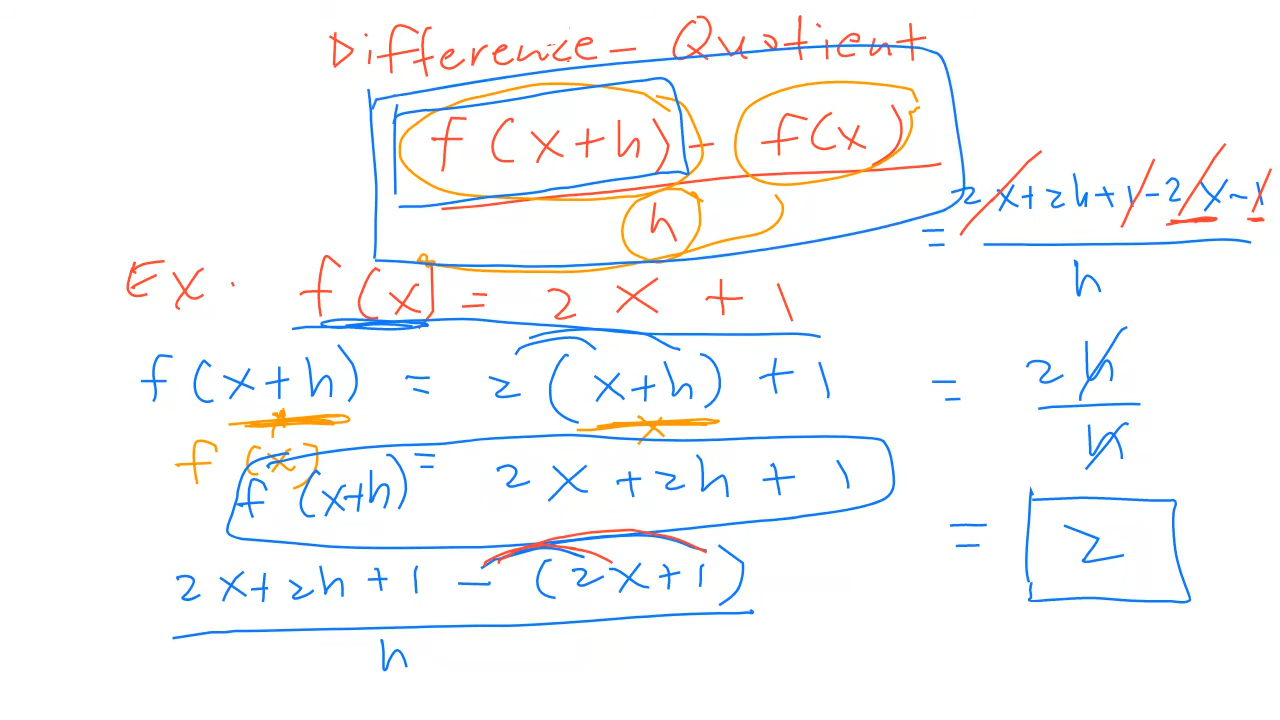 Difference - Quotient
f(x+h) - f(x)
h
Ex. f(x) = 2x + 1
f(x+h) = 2(x+h) + 1
x x
f(x)
f(x+h) = 2x + 2h + 1
2x + 2h + 1 - (2x + 1)
h
= 2x + 2h + 1 - 2x - 1
h
= 2h
h
= 2